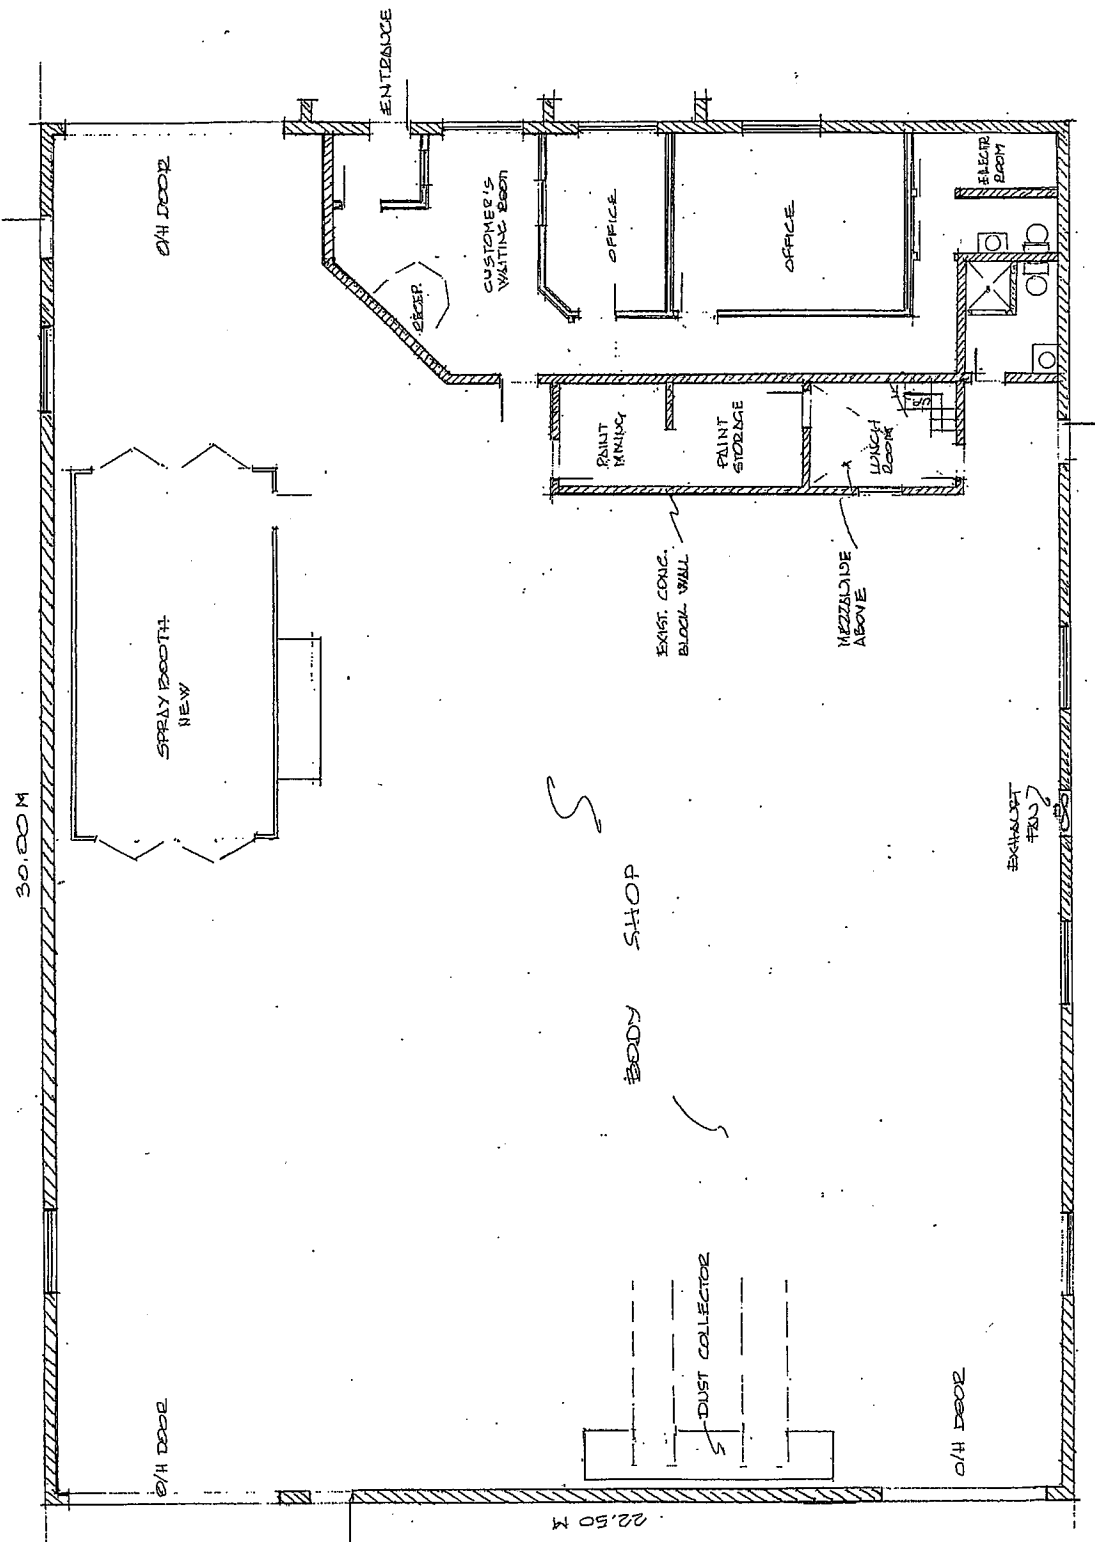 ENTRANCE
O/H DOOR
CUSTOMER'S
WAITING ROOM
RECEP.
OFFICE
OFFICE
ELECTR
ROOM
PAINT
MIXING
PAINT
STORAGE
LUNCH
ROOM
UP
EXIST. CONC.
BLOCK WALL
MEZZANINE
ABOVE
SPRAY BOOTH
NEW
30.00 M
EXHAUST
FAN
BODY SHOP
DUST COLLECTOR
O/H DOOR
O/H DOOR
22.50 M